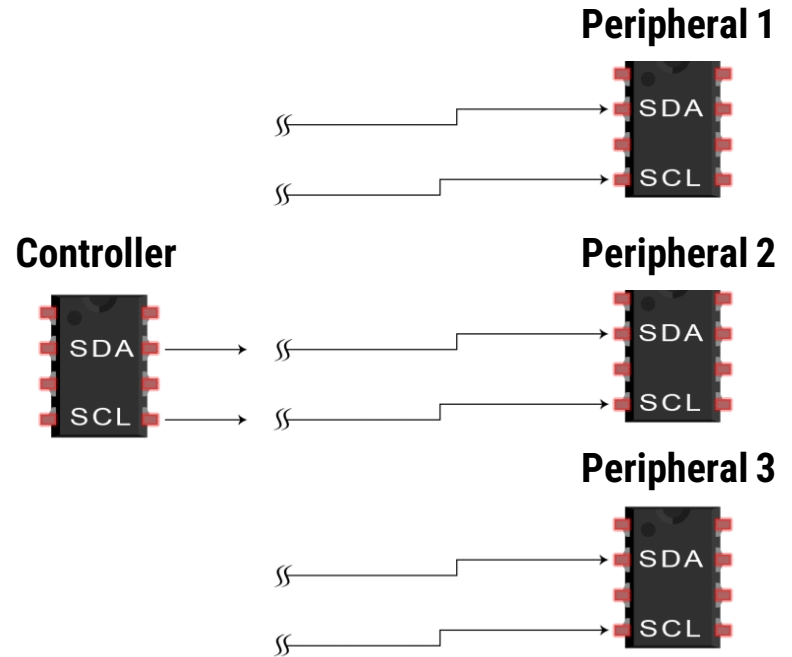 Peripheral 1
SDA
SCL
Controller
SDA
SCL
Peripheral 2
SDA
SCL
Peripheral 3
SDA
SCL